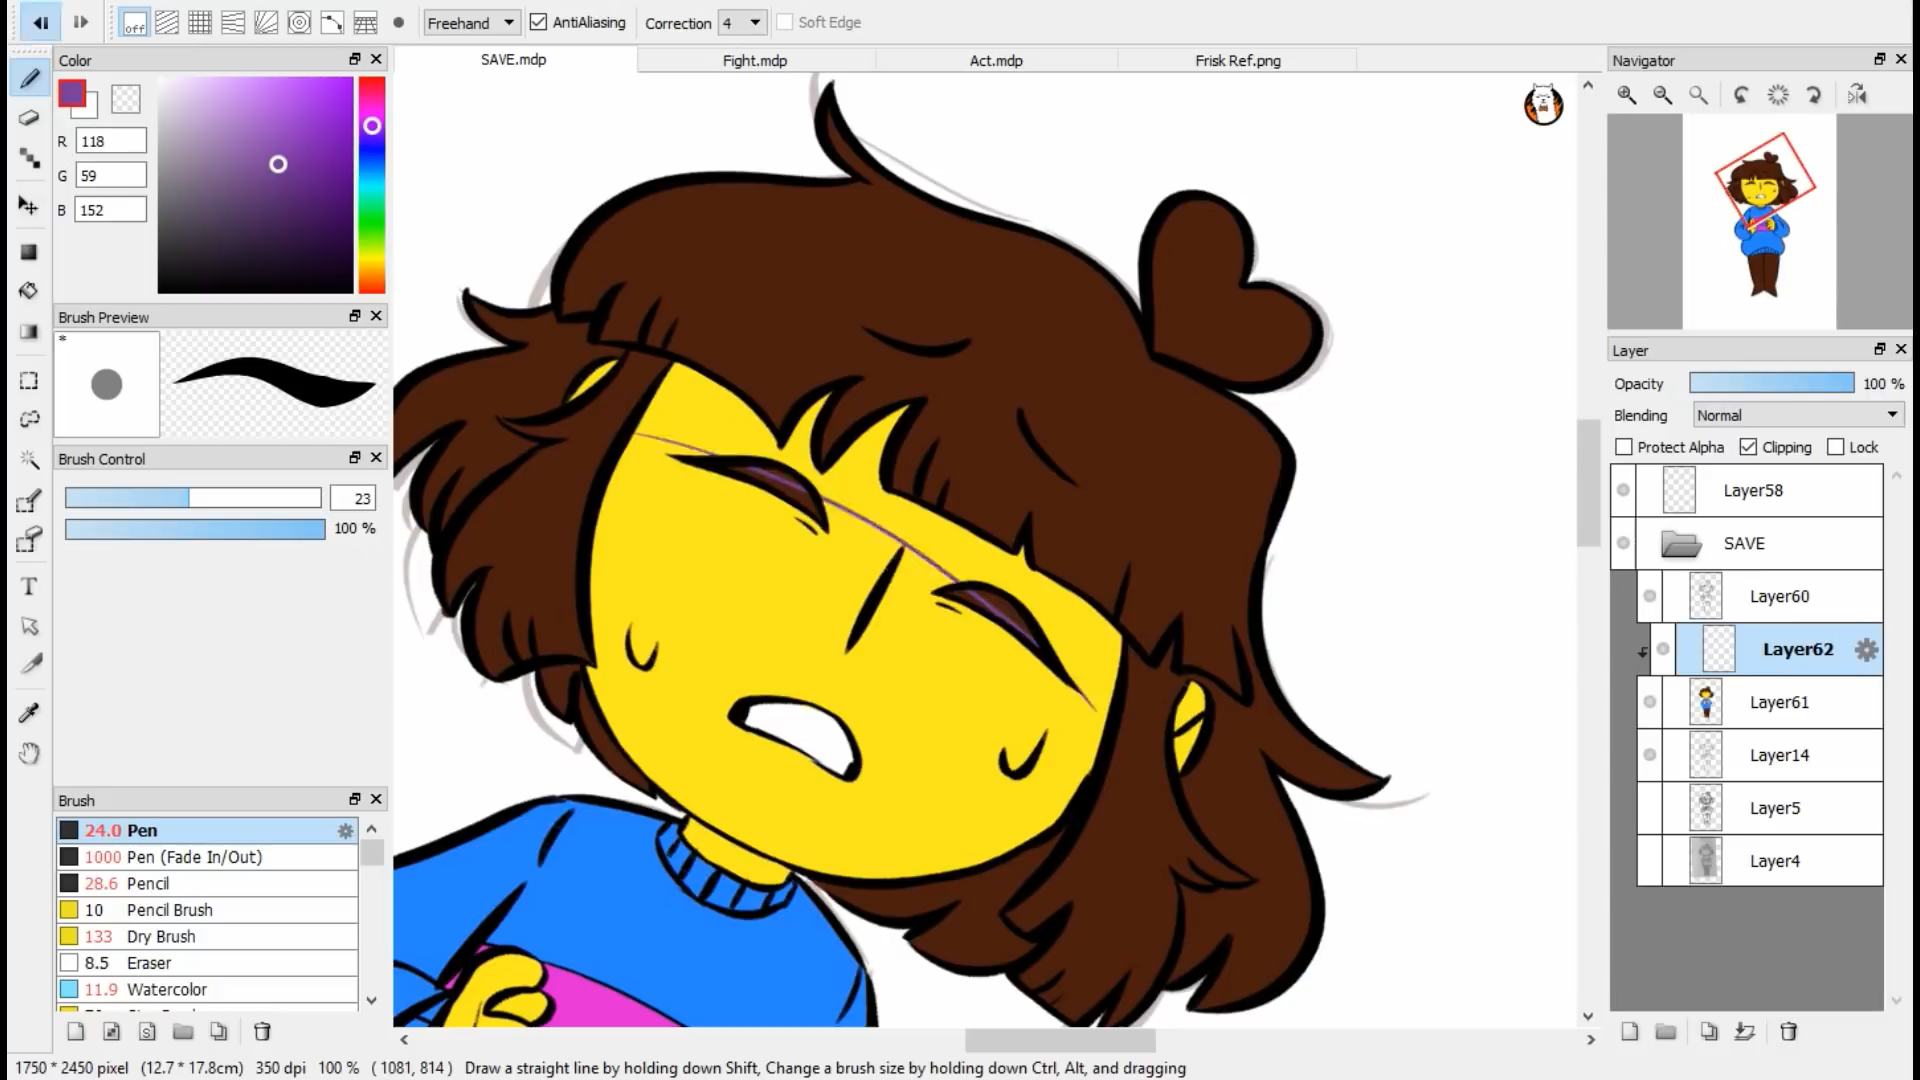 off
Freehand
AntiAliasing
Correction
4
Soft Edge
Color
SAVE.mdp
Fight.mdp
Act.mdp
Frisk Ref.png
Navigator
R
118
G
59
B
152
Brush Preview
*
Brush Control
23
100 %
Layer
Opacity
100 %
Blending
Normal
Protect Alpha
Clipping
Lock
Layer58
SAVE
Layer60
Layer62
Layer61
Layer14
Layer5
Layer4
T
Brush
24.0 Pen
1000 Pen (Fade In/Out)
28.6 Pencil
10 Pencil Brush
133 Dry Brush
8.5 Eraser
11.9 Watercolor
S
1750 * 2450 pixel (12.7 * 17.8cm) 350 dpi 100 % ( 1081, 814 ) Draw a straight line by holding down Shift, Change a brush size by holding down Ctrl, Alt, and dragging